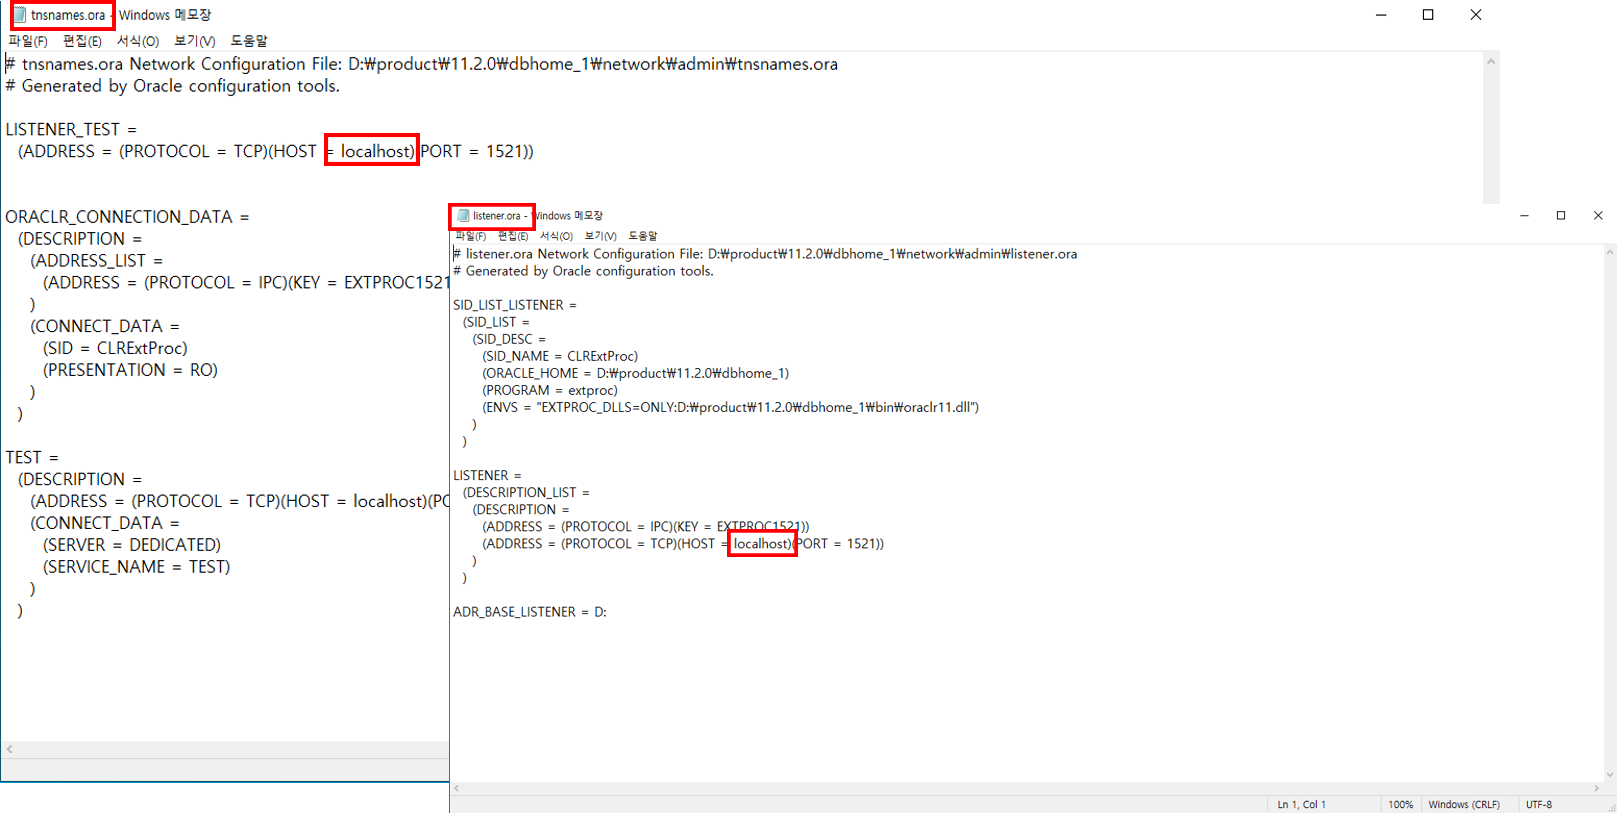 tnsnames.ora - Windows 메모장
파일(F) 편집(E) 서식(O) 보기(V) 도움말
# tnsnames.ora Network Configuration File: D:₩product₩11.2.0₩dbhome_1₩network₩admin₩tnsnames.ora
# Generated by Oracle configuration tools.
LISTENER_TEST =
(ADDRESS = (PROTOCOL = TCP)(HOST = localhost)(PORT = 1521))
ORACLR_CONNECTION_DATA =
(DESCRIPTION =
(ADDRESS_LIST =
(ADDRESS = (PROTOCOL = IPC)(KEY = EXTPROC1521
)
(CONNECT_DATA =
(SID = CLRExtProc)
(PRESENTATION = RO)
)
)
TEST =
(DESCRIPTION =
(ADDRESS = (PROTOCOL = TCP)(HOST = localhost)(PO
(CONNECT_DATA =
(SERVER = DEDICATED)
(SERVICE_NAME = TEST)
)
)
listener.ora - Windows 메모장
파일(F) 편집(E) 서식(O) 보기(V) 도움말
# listener.ora Network Configuration File: D:₩product₩11.2.0₩dbhome_1₩network₩admin₩listener.ora
# Generated by Oracle configuration tools.
SID_LIST_LISTENER =
(SID_LIST =
(SID_DESC =
(SID_NAME = CLRExtProc)
(ORACLE_HOME = D:₩product₩11.2.0₩dbhome_1)
(PROGRAM = extproc)
(ENVS = "EXTPROC_DLLS=ONLY:D:₩product₩11.2.0₩dbhome_1₩bin₩oraclr11.dll")
)
)
LISTENER =
(DESCRIPTION_LIST =
(DESCRIPTION =
(ADDRESS = (PROTOCOL = IPC)(KEY = EXTPROC1521))
(ADDRESS = (PROTOCOL = TCP)(HOST = localhost)(PORT = 1521))
)
)
ADR_BASE_LISTENER = D:
Ln 1, Col 1 100% Windows (CRLF) UTF-8